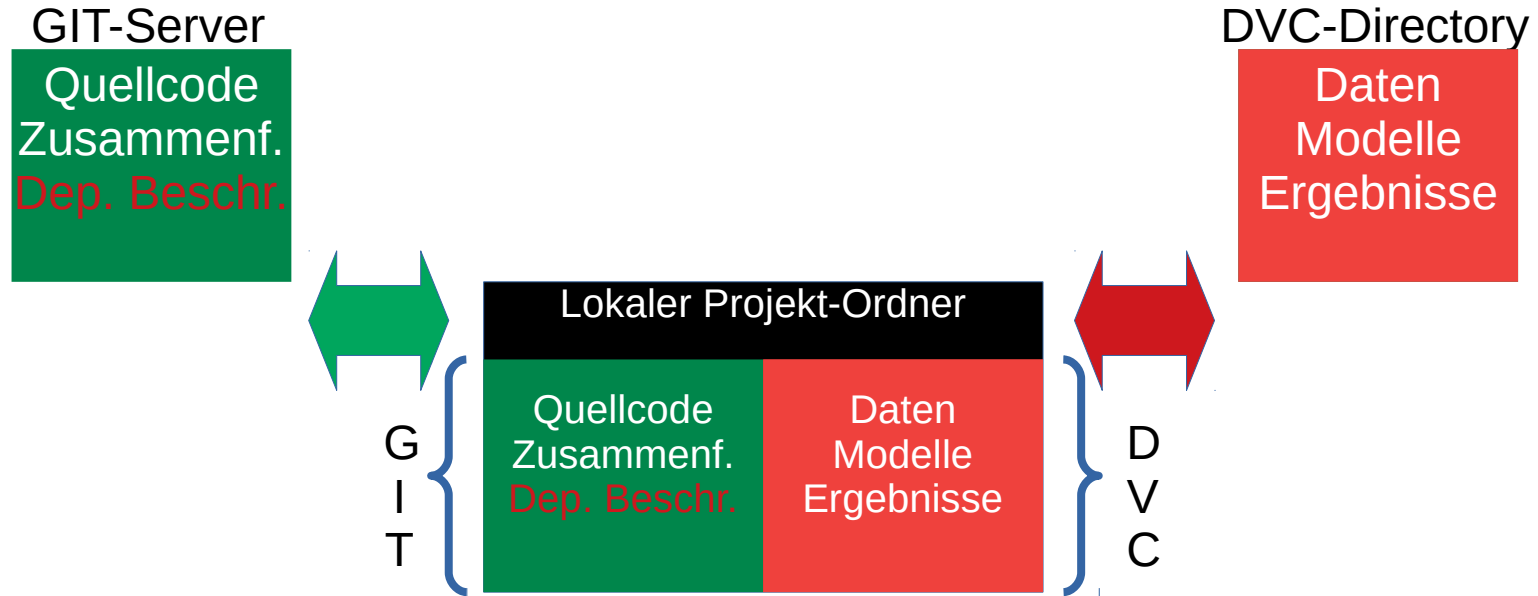 GIT-Server
Quellcode
Zusammenf.
Dep. Beschr.
DVC-Directory
Daten
Modelle
Ergebnisse
Lokaler Projekt-Ordner
Quellcode
Zusammenf.
Dep. Beschr.
Daten
Modelle
Ergebnisse
G
I
T
D
V
C